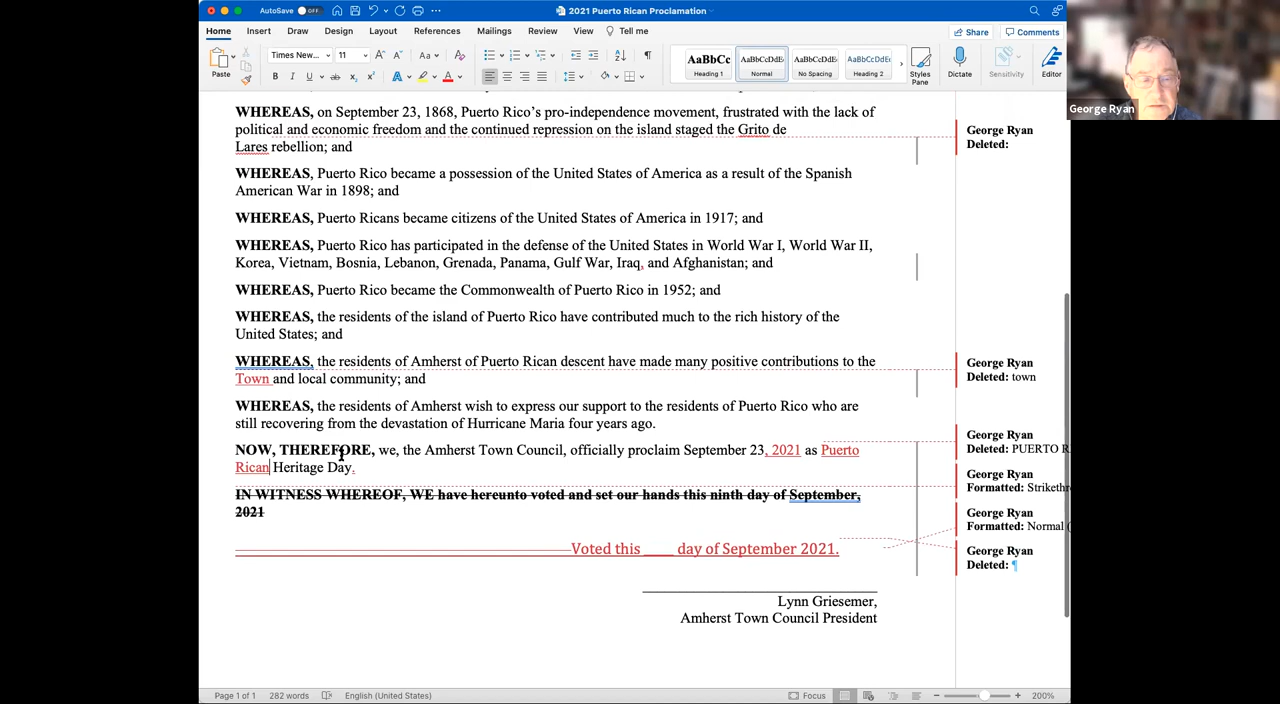 AutoSave OFF
2021 Puerto Rican Proclamation
Home Insert Draw Design Layout References Mailings Review View Tell me Share Comments
Paste
Times New... 11 Aa
B I U ab x₂ x² A A
AaBbCc AaBbCcDdE AaBbCcDdE AaBbCcDdE
Heading 1 Normal No Spacing Heading 2
Styles Pane Dictate Sensitivity Editor
George Ryan
WHEREAS, on September 23, 1868, Puerto Rico’s pro-independence movement, frustrated with the lack of
political and economic freedom and the continued repression on the island staged the Grito de
Lares rebellion; and
WHEREAS, Puerto Rico became a possession of the United States of America as a result of the Spanish
American War in 1898; and
WHEREAS, Puerto Ricans became citizens of the United States of America in 1917; and
WHEREAS, Puerto Rico has participated in the defense of the United States in World War I, World War II,
Korea, Vietnam, Bosnia, Lebanon, Grenada, Panama, Gulf War, Iraq, and Afghanistan; and
WHEREAS, Puerto Rico became the Commonwealth of Puerto Rico in 1952; and
WHEREAS, the residents of the island of Puerto Rico have contributed much to the rich history of the
United States; and
WHEREAS, the residents of Amherst of Puerto Rican descent have made many positive contributions to the
Town and local community; and
WHEREAS, the residents of Amherst wish to express our support to the residents of Puerto Rico who are
still recovering from the devastation of Hurricane Maria four years ago.
NOW, THEREFORE, we, the Amherst Town Council, officially proclaim September 23, 2021 as Puerto
Rican Heritage Day.
IN WITNESS WHEREOF, WE have hereunto voted and set our hands this ninth day of September,
2021
Voted this ____ day of September 2021.
Lynn Griesemer,
Amherst Town Council President
George Ryan
Deleted:
George Ryan
Deleted: town
George Ryan
Deleted: PUERTO R
George Ryan
Formatted: Strikethr
George Ryan
Formatted: Normal (
George Ryan
Deleted: ¶
Page 1 of 1 282 words English (United States) Focus 200%